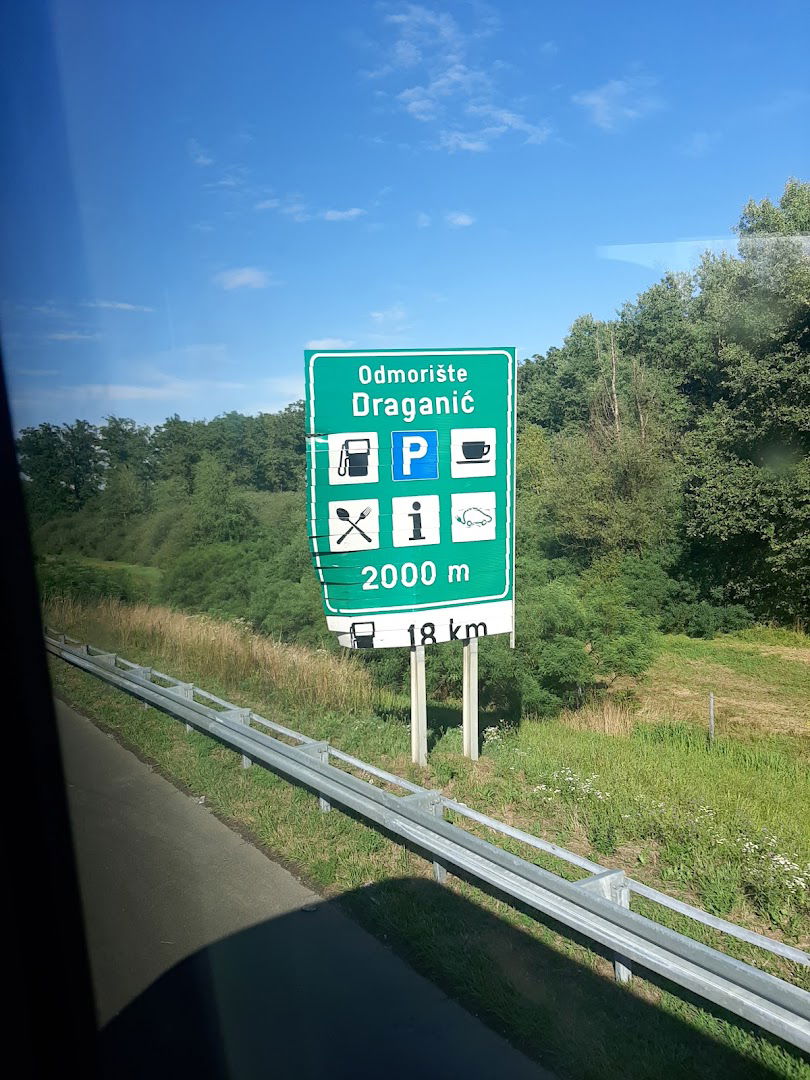 Odmorište
Draganić
P
i
2000 m
18 km